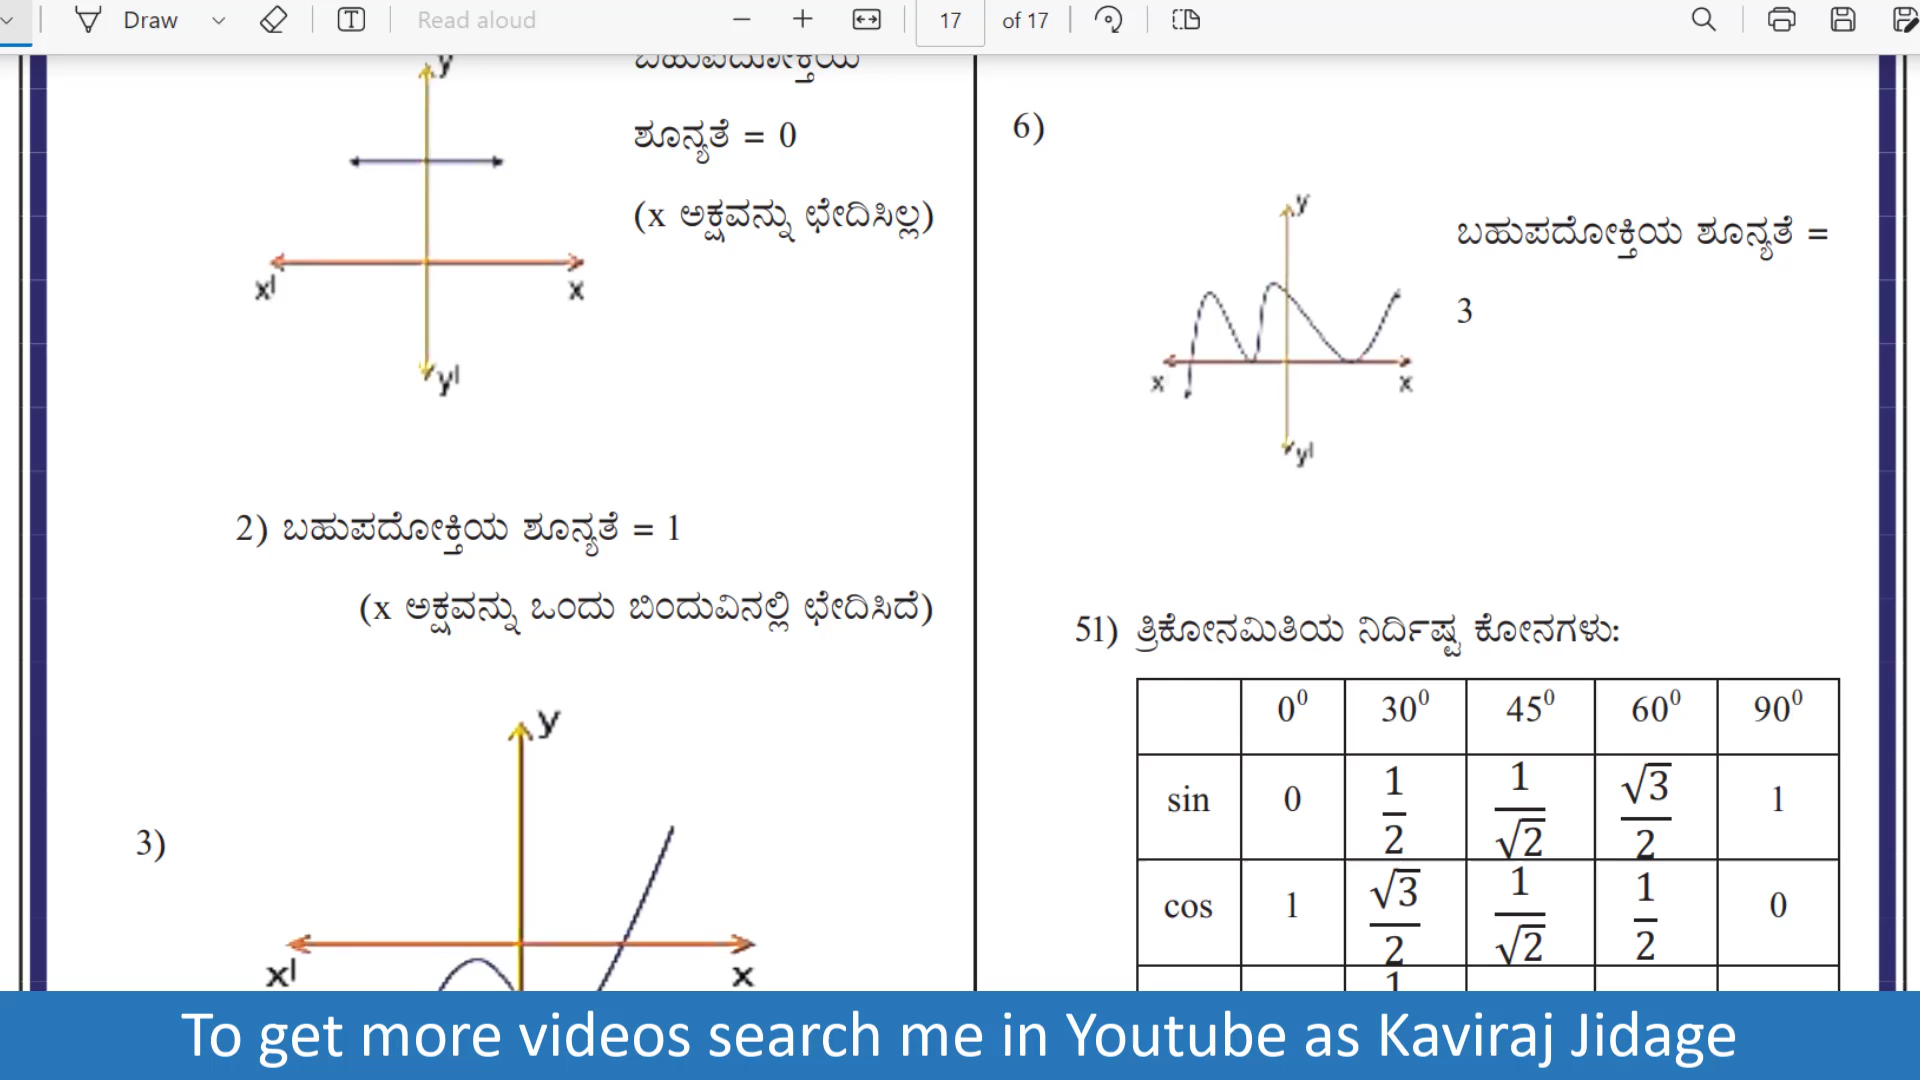 Draw
Read aloud
17
of 17
y
ಬಹುಪದೋಕ್ತಿಯ
ಶೂನ್ಯತೆ = 0
(x ಅಕ್ಷವನ್ನು ಛೇದಿಸಿಲ್ಲ)
x|
x
y|
2) ಬಹುಪದೋಕ್ತಿಯ ಶೂನ್ಯತೆ = 1
(x ಅಕ್ಷವನ್ನು ಒಂದು ಬಿಂದುವಿನಲ್ಲಿ ಛೇದಿಸಿದೆ)
3)
y
x|
x
6)
y
ಬಹುಪದೋಕ್ತಿಯ ಶೂನ್ಯತೆ =
3
x
x
y|
51) ತ್ರಿಕೋನಮಿತಿಯ ನಿರ್ದಿಷ್ಟ ಕೋನಗಳು:
0⁰ 30⁰ 45⁰ 60⁰ 90⁰
sin 0 1/2 1/√2 √3/2 1
cos 1 √3/2 1/√2 1/2 0
1
To get more videos search me in Youtube as Kaviraj Jidage